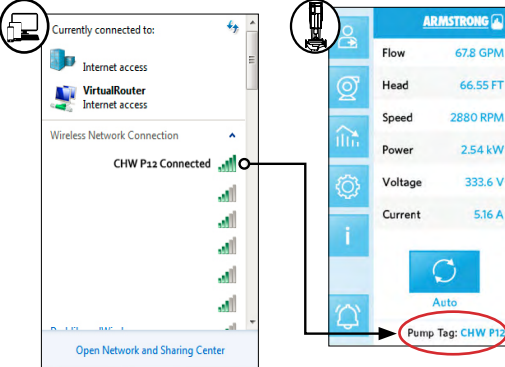 Currently connected to:
Internet access
VirtualRouter
Internet access
Wireless Network Connection
CHW P12 Connected
Open Network and Sharing Center
ARMSTRONG
Flow 67.8 GPM
Head 66.55 FT
Speed 2880 RPM
Power 2.54 kW
Voltage 333.6 V
Current 5.16 A
Auto
Pump Tag: CHW P12